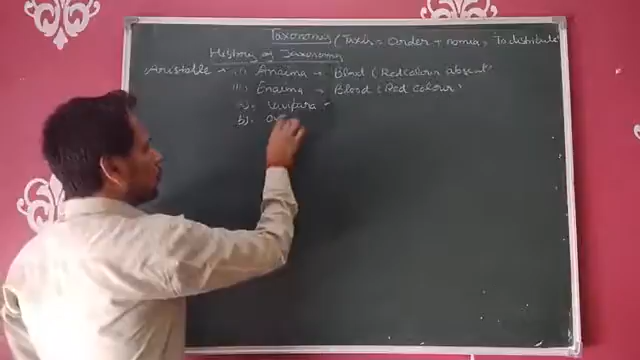 Taxonomy (Taxis = Order + nomia = To distribute
History of Taxonomy
Aristotle → (i) Anaima → Blood (Red colour absent
(ii) Enaima → Blood (Red colour)
a). Vivipara
b). Ov